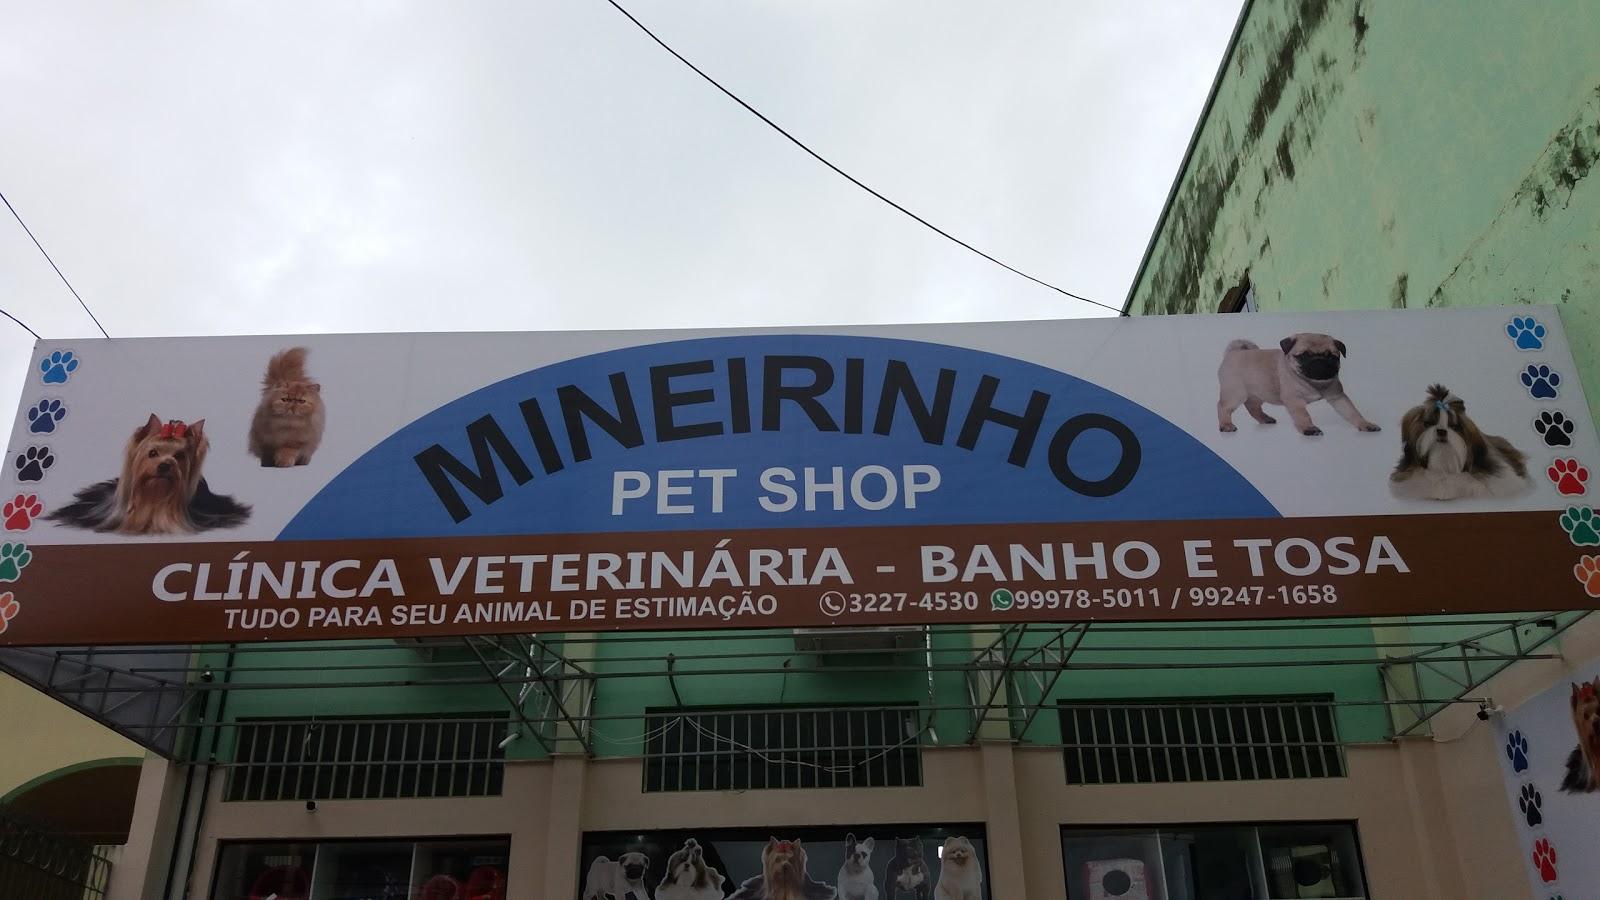 MINEIRINHO
PET SHOP
CLÍNICA VETERINÁRIA - BANHO E TOSA
TUDO PARA SEU ANIMAL DE ESTIMAÇÃO 3227-4530 99978-5011 / 99247-1658